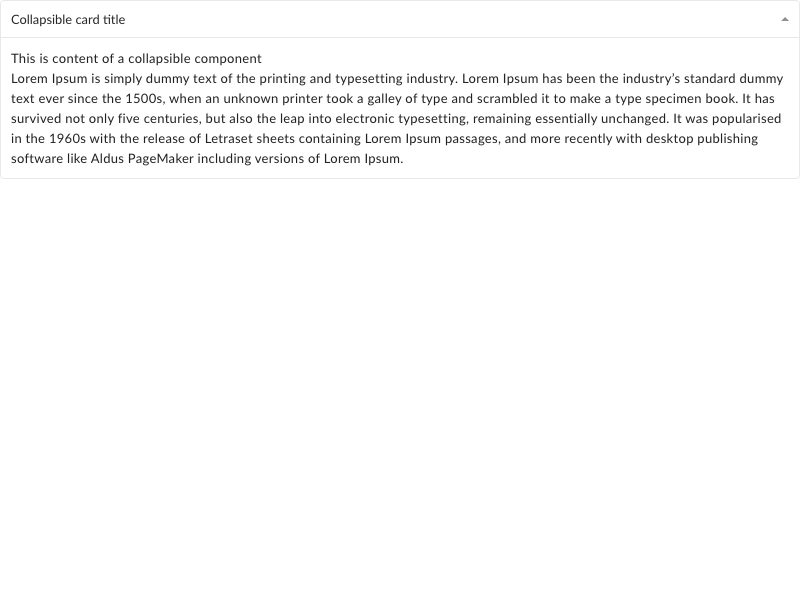 Collapsible card title
This is content of a collapsible component
Lorem Ipsum is simply dummy text of the printing and typesetting industry. Lorem Ipsum has been the industry's standard dummy
text ever since the 1500s, when an unknown printer took a galley of type and scrambled it to make a type specimen book. It has
survived not only five centuries, but also the leap into electronic typesetting, remaining essentially unchanged. It was popularised
in the 1960s with the release of Letraset sheets containing Lorem Ipsum passages, and more recently with desktop publishing
software like Aldus PageMaker including versions of Lorem Ipsum.